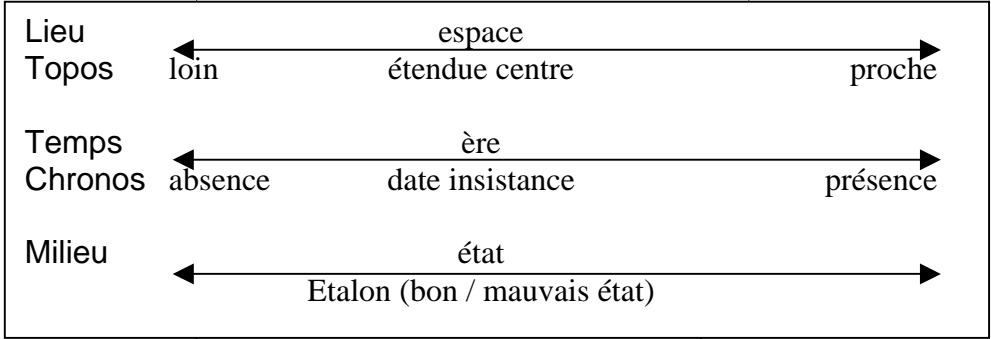 Lieu espace
Topos loin étendue centre proche
Temps ère
Chronos absence date insistance présence
Milieu état
Etalon (bon / mauvais état)